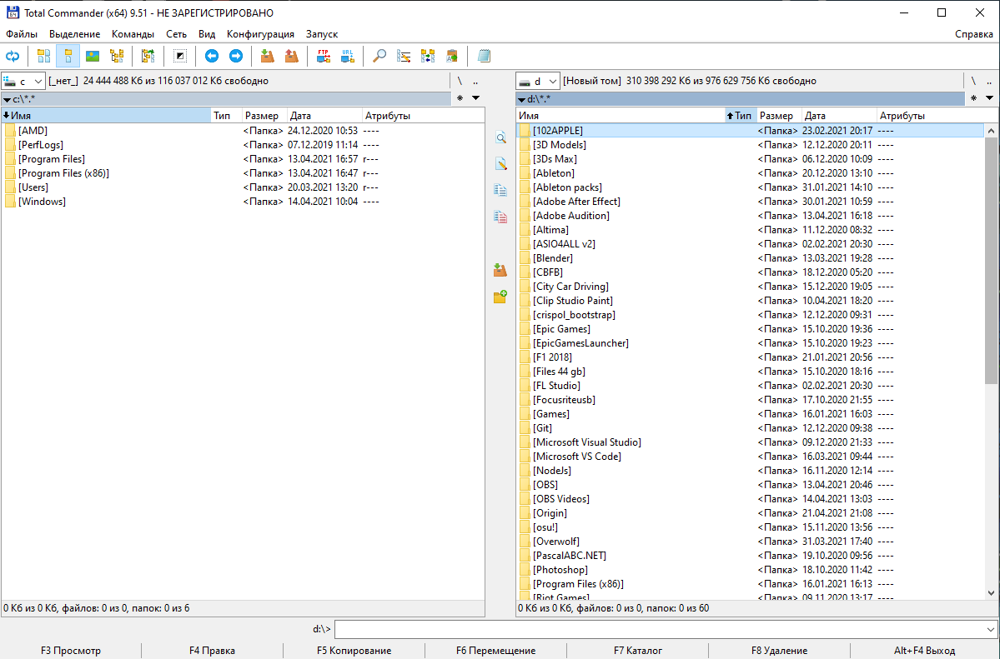 Total Commander (x64) 9.51 - НЕ ЗАРЕГИСТРИРОВАНО
Файлы Выделение Команды Сеть Вид Конфигурация Запуск Справка
FTP URL
c [_нет_] 24 444 488 Кб из 116 037 012 Кб свободно \ ..
c:\*.* * 
Имя Тип Размер Дата Атрибуты
[AMD] <Папка> 24.12.2020 10:53 ----
[PerfLogs] <Папка> 07.12.2019 11:14 ----
[Program Files] <Папка> 13.04.2021 16:57 r---
[Program Files (x86)] <Папка> 13.04.2021 16:47 r---
[Users] <Папка> 20.03.2021 13:20 r---
[Windows] <Папка> 14.04.2021 10:04 ----
0 Кб из 0 Кб, файлов: 0 из 0, папок: 0 из 6
d [Новый том] 310 398 292 Кб из 976 629 756 Кб свободно \ ..
d:\*.* *
Имя Тип Размер Дата Атрибуты
[102APPLE] <Папка> 23.02.2021 20:17 ----
[3D Models] <Папка> 12.12.2020 20:11 ----
[3Ds Max] <Папка> 06.12.2020 10:09 ----
[Ableton] <Папка> 20.12.2020 13:10 ----
[Ableton packs] <Папка> 31.01.2021 14:10 ----
[Adobe After Effect] <Папка> 30.01.2021 10:59 ----
[Adobe Audition] <Папка> 13.04.2021 16:18 ----
[Altima] <Папка> 11.12.2020 08:32 ----
[ASIO4ALL v2] <Папка> 02.02.2021 20:30 ----
[Blender] <Папка> 13.03.2021 19:28 ----
[CBFB] <Папка> 18.12.2020 05:20 ----
[City Car Driving] <Папка> 15.12.2020 19:05 ----
[Clip Studio Paint] <Папка> 10.04.2021 18:20 ----
[crispol_bootstrap] <Папка> 12.12.2020 09:31 ----
[Epic Games] <Папка> 15.10.2020 19:36 ----
[EpicGamesLauncher] <Папка> 15.10.2020 19:23 ----
[F1 2018] <Папка> 21.01.2021 20:56 ----
[Files 44 gb] <Папка> 15.10.2020 18:16 ----
[FL Studio] <Папка> 02.02.2021 20:30 ----
[Focusriteusb] <Папка> 17.10.2020 21:55 ----
[Games] <Папка> 16.01.2021 16:03 ----
[Git] <Папка> 12.12.2020 09:38 ----
[Microsoft Visual Studio] <Папка> 09.12.2020 21:33 ----
[Microsoft VS Code] <Папка> 16.03.2021 09:44 ----
[NodeJs] <Папка> 16.11.2020 12:14 ----
[OBS] <Папка> 13.04.2021 20:46 ----
[OBS Videos] <Папка> 14.04.2021 13:03 ----
[Origin] <Папка> 21.04.2021 21:08 ----
[osu!] <Папка> 15.11.2020 13:56 ----
[Overwolf] <Папка> 31.03.2021 17:40 ----
[PascalABC.NET] <Папка> 19.10.2020 09:56 ----
[Photoshop] <Папка> 18.10.2020 11:42 ----
[Program Files (x86)] <Папка> 16.01.2021 16:13 ----
[Riot Games] <Папка> 09.11.2020 13:17 ----
0 Кб из 0 Кб, файлов: 0 из 0, папок: 0 из 60
d:\>
F3 Просмотр F4 Правка F5 Копирование F6 Перемещение F7 Каталог F8 Удаление Alt+F4 Выход